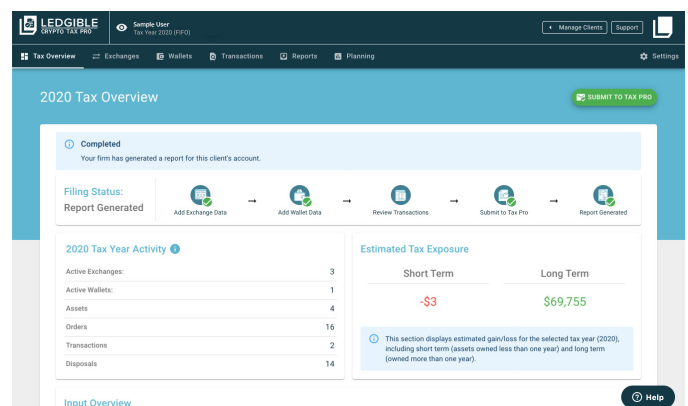 LEDGIBLE
CRYPTO TAX PRO
Sample User
Tax Year 2020 (FIFO)
Manage Clients
Support
Tax Overview
Exchanges
Wallets
Transactions
Reports
Planning
Settings
2020 Tax Overview
SUBMIT TO TAX PRO
Completed
Your firm has generated a report for this client's account.
Filing Status:
Report Generated
Add Exchange Data
Add Wallet Data
Review Transactions
Submit to Tax Pro
Report Generated
2020 Tax Year Activity
Active Exchanges: 3
Active Wallets: 1
Assets 4
Orders 16
Transactions 2
Disposals 14
Estimated Tax Exposure
Short Term Long Term
-$3 $69,755
This section displays estimated gain/loss for the selected tax year (2020),
including short term (assets owned less than one year) and long term
(owned more than one year).
Input Overview
Help